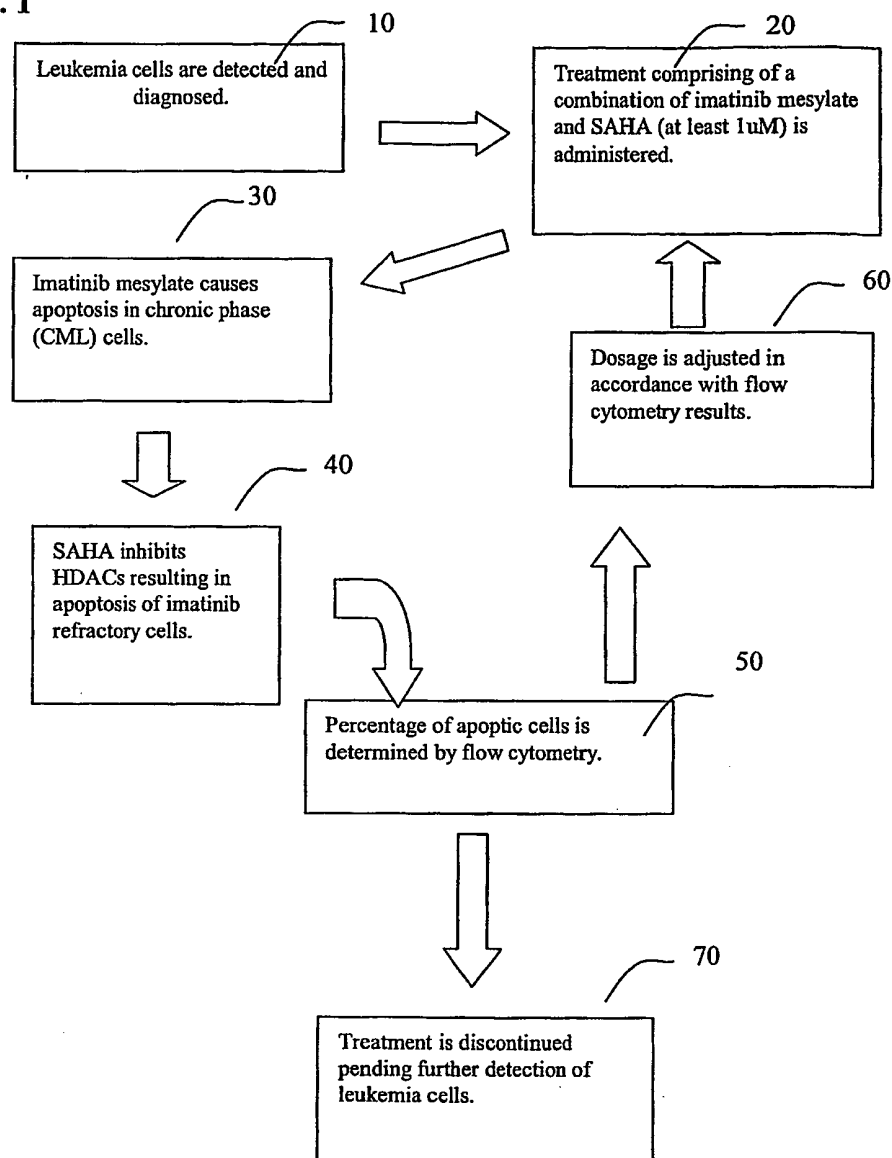 . 1
10
Leukemia cells are detected and
diagnosed.
20
Treatment comprising of a
combination of imatinib mesylate
and SAHA (at least 1uM) is
administered.
30
Imatinib mesylate causes
apoptosis in chronic phase
(CML) cells.
60
Dosage is adjusted in
accordance with flow
cytometry results.
40
SAHA inhibits
HDACs resulting in
apoptosis of imatinib
refractory cells.
50
Percentage of apoptic cells is
determined by flow cytometry.
70
Treatment is discontinued
pending further detection of
leukemia cells.